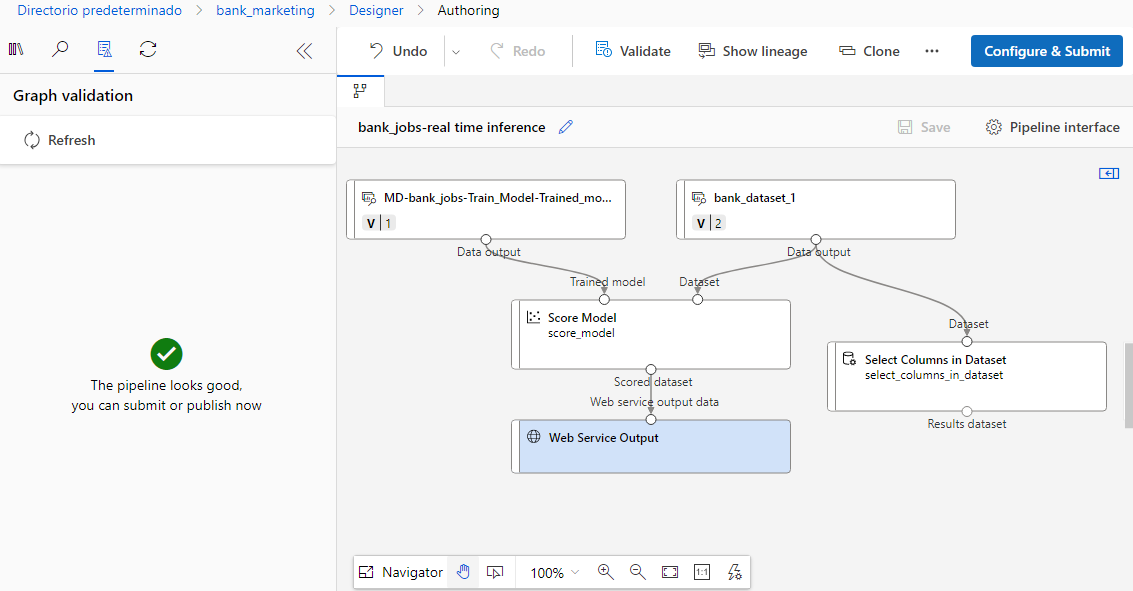 Directorio predeterminado > bank_marketing > Designer > Authoring
Undo
Redo
Validate
Show lineage
Clone
...
Configure & Submit
Graph validation
Refresh
The pipeline looks good,
you can submit or publish now
bank_jobs-real time inference
Save
Pipeline interface
MD-bank_jobs-Train_Model-Trained_mo...
V 1
Data output
bank_dataset_1
V 2
Data output
Trained model
Dataset
Score Model
score_model
Scored dataset
Dataset
Select Columns in Dataset
select_columns_in_dataset
Results dataset
Web service output data
Web Service Output
Navigator
100%
1:1